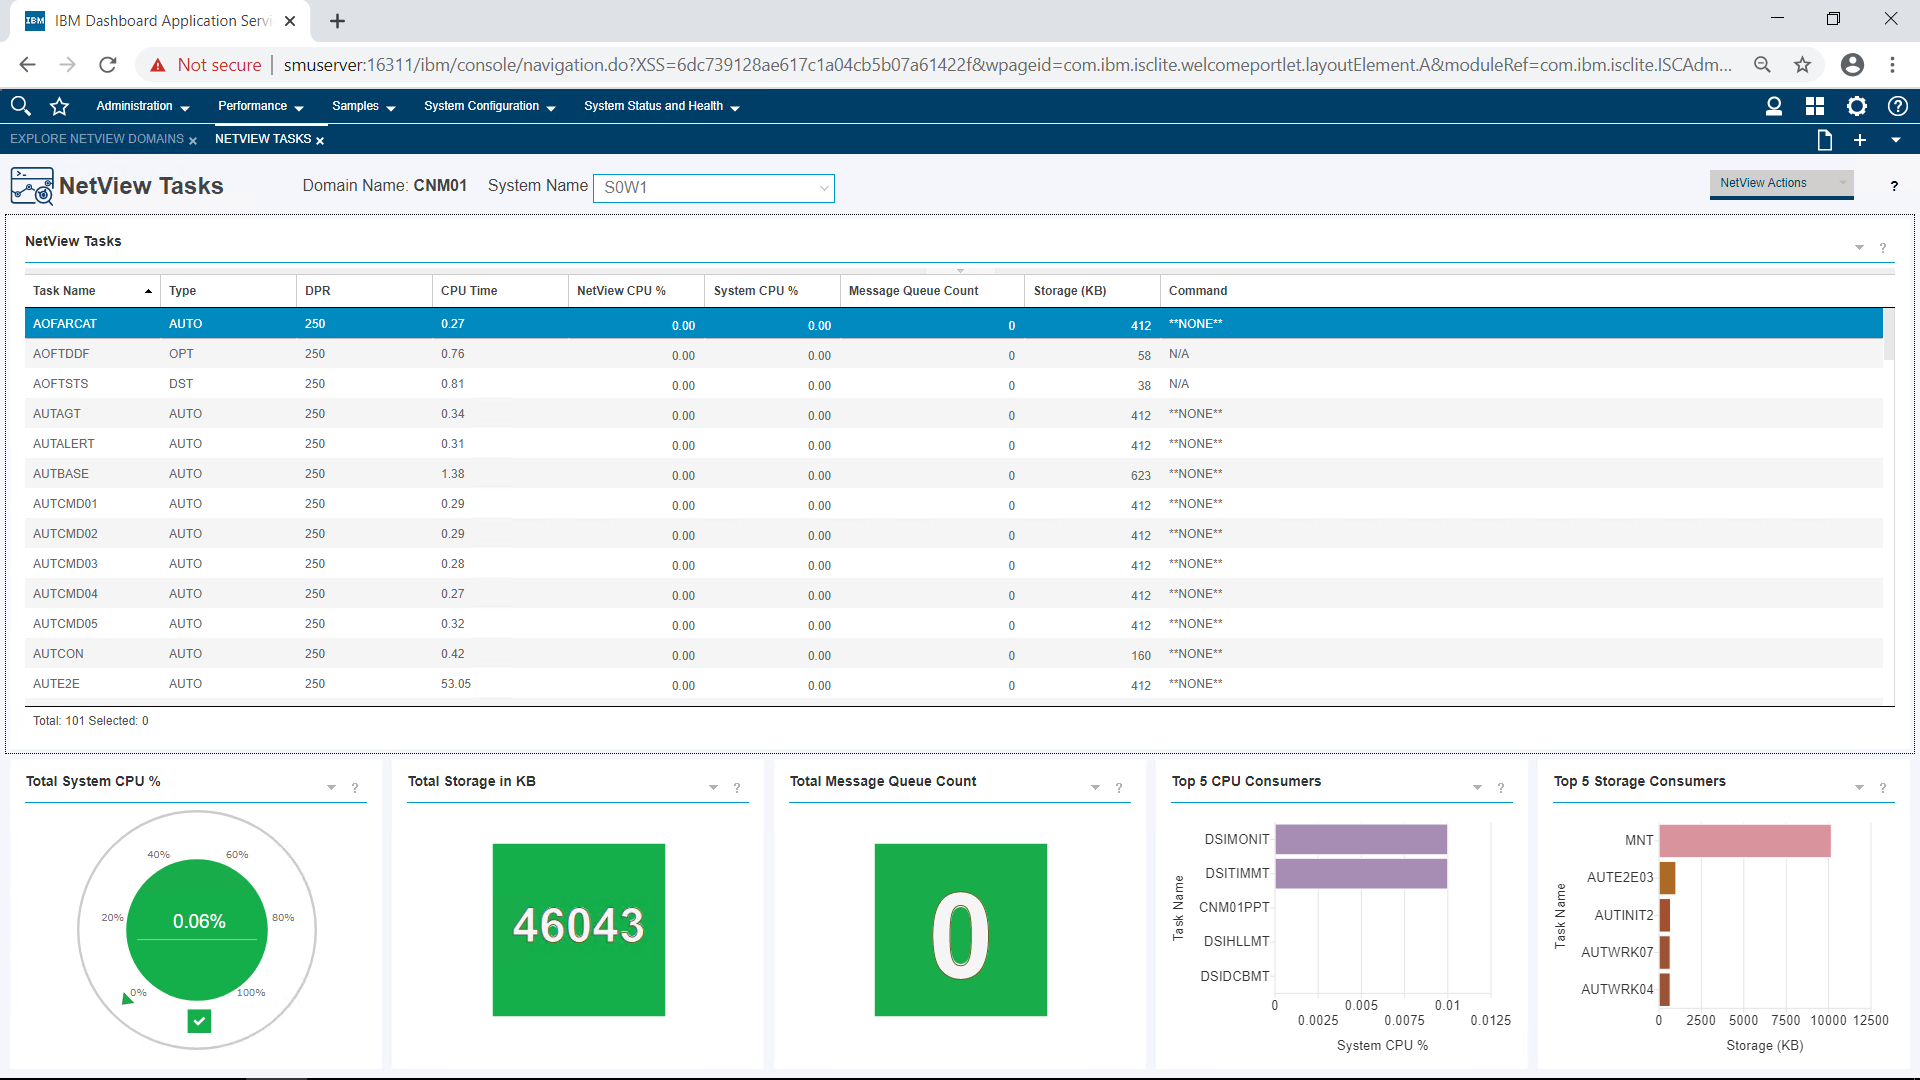 IBM IBM Dashboard Application Servi
Not secure smuserver:16311/ibm/console/navigation.do?XSS=6dc739128ae617c1a04cb5b07a61422f&wpageid=com.ibm.isclite.welcomeportlet.layoutElement.A&moduleRef=com.ibm.isclite.ISCAdm...
Administration Performance Samples System Configuration System Status and Health
EXPLORE NETVIEW DOMAINS NETVIEW TASKS
NetView Tasks Domain Name: CNM01 System Name S0W1 NetView Actions ?
NetView Tasks ?
Task Name Type DPR CPU Time NetView CPU % System CPU % Message Queue Count Storage (KB) Command
AOFARCAT AUTO 250 0.27 0.00 0.00 0 412 **NONE**
AOFTDDF OPT 250 0.76 0.00 0.00 0 58 N/A
AOFTSTS DST 250 0.81 0.00 0.00 0 38 N/A
AUTAGT AUTO 250 0.34 0.00 0.00 0 412 **NONE**
AUTALERT AUTO 250 0.31 0.00 0.00 0 412 **NONE**
AUTBASE AUTO 250 1.38 0.00 0.00 0 623 **NONE**
AUTCMD01 AUTO 250 0.29 0.00 0.00 0 412 **NONE**
AUTCMD02 AUTO 250 0.29 0.00 0.00 0 412 **NONE**
AUTCMD03 AUTO 250 0.28 0.00 0.00 0 412 **NONE**
AUTCMD04 AUTO 250 0.27 0.00 0.00 0 412 **NONE**
AUTCMD05 AUTO 250 0.32 0.00 0.00 0 412 **NONE**
AUTCON AUTO 250 0.42 0.00 0.00 0 160 **NONE**
AUTE2E AUTO 250 53.05 0.00 0.00 0 412 **NONE**
Total: 101 Selected: 0
Total System CPU % ?
40% 60%
20% 0.06% 80%
0% 100%
Total Storage in KB ?
46043
Total Message Queue Count ?
0
Top 5 CPU Consumers ?
Task Name
DSIMONIT
DSITIMMT
CNM01PPT
DSIHLLMT
DSIDCBMT
0 0.005 0.01
0.0025 0.0075 0.0125
System CPU %
Top 5 Storage Consumers ?
Task Name
MNT
AUTE2E03
AUTINIT2
AUTWRK07
AUTWRK04
0 2500 5000 7500 10000 12500
Storage (KB)